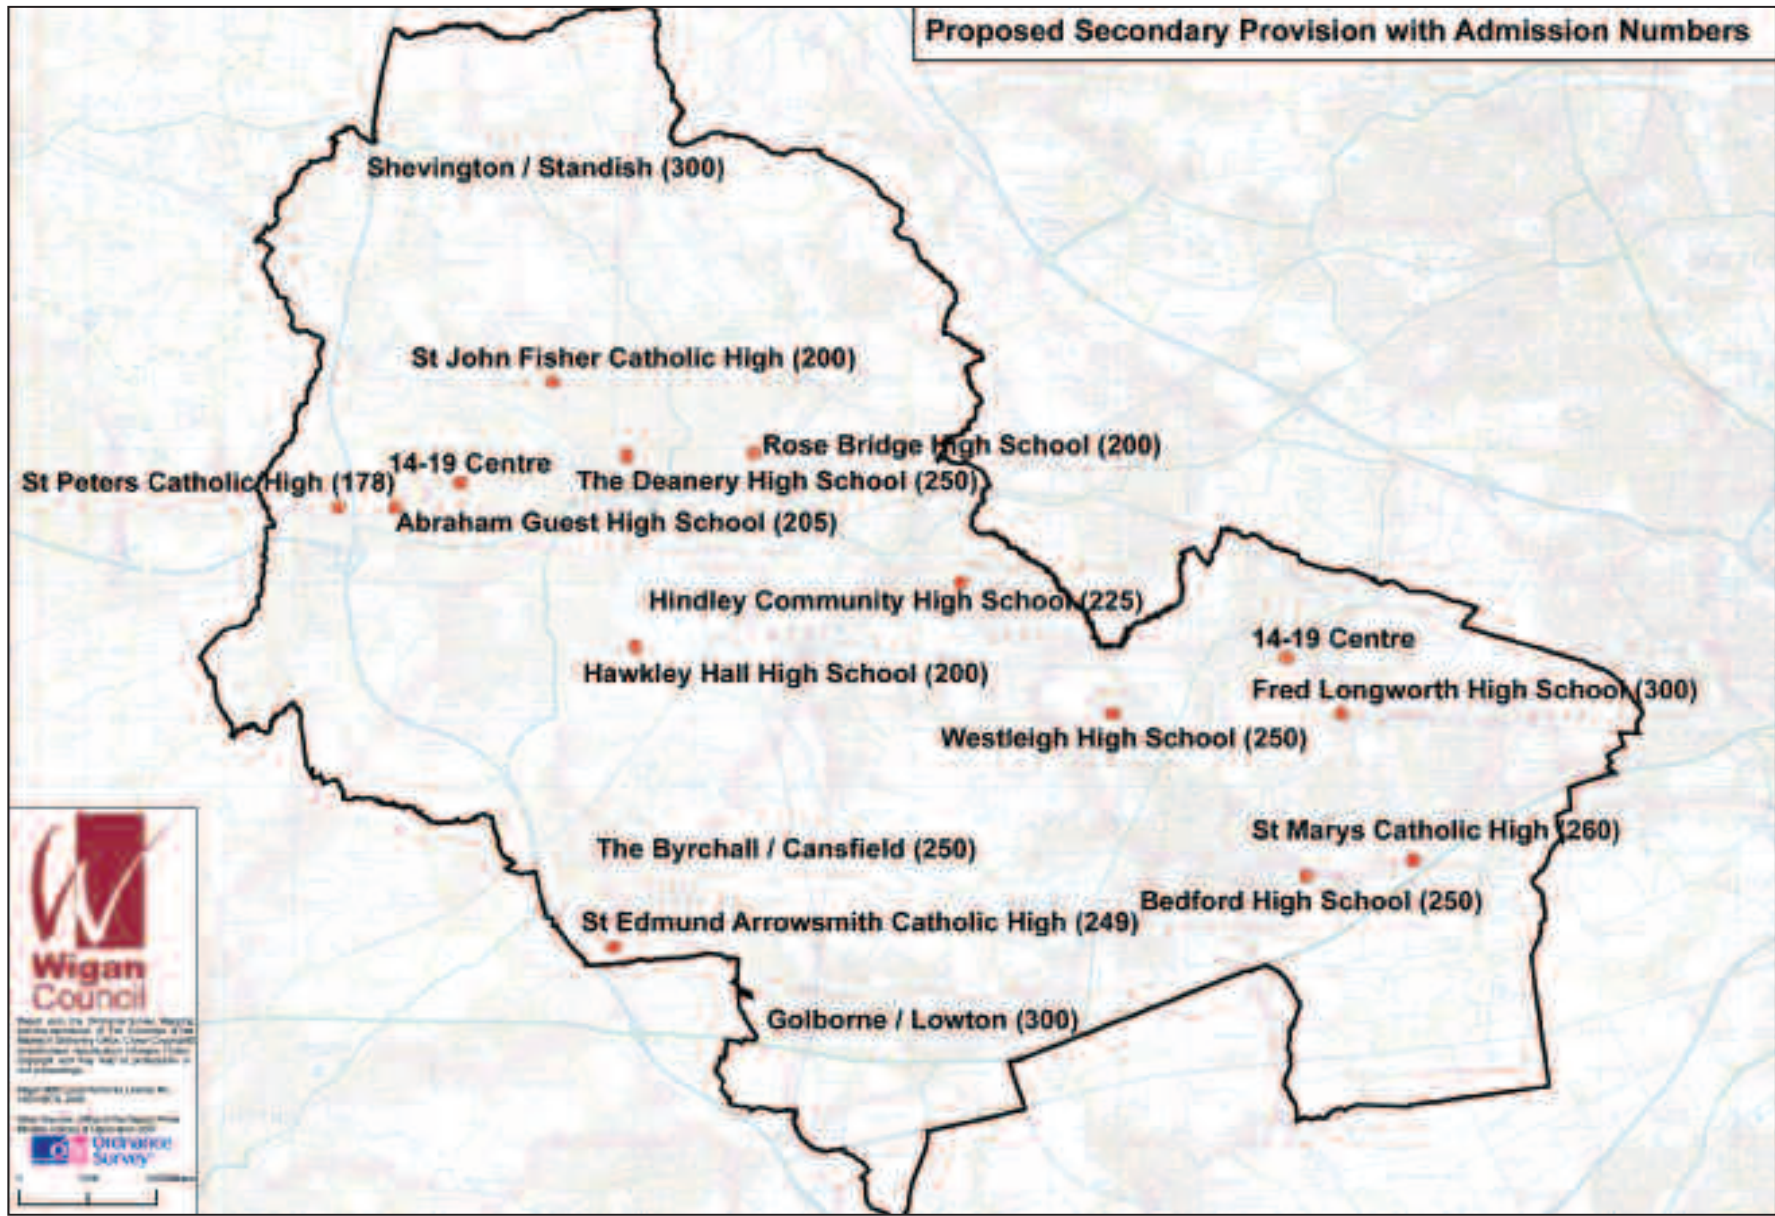 Proposed Secondary Provision with Admission Numbers
Shevington / Standish (300)
St John Fisher Catholic High (200)
Rose Bridge High School (200)
14-19 Centre
St Peters Catholic High (178)
The Deanery High School (250)
Abraham Guest High School (205)
Hindley Community High School (225)
14-19 Centre
Hawkley Hall High School (200)
Fred Longworth High School (300)
Westleigh High School (250)
St Marys Catholic High (260)
The Byrchall / Cansfield (250)
Bedford High School (250)
St Edmund Arrowsmith Catholic High (249)
Golborne / Lowton (300)
Wigan
Council
Ordnance
Survey